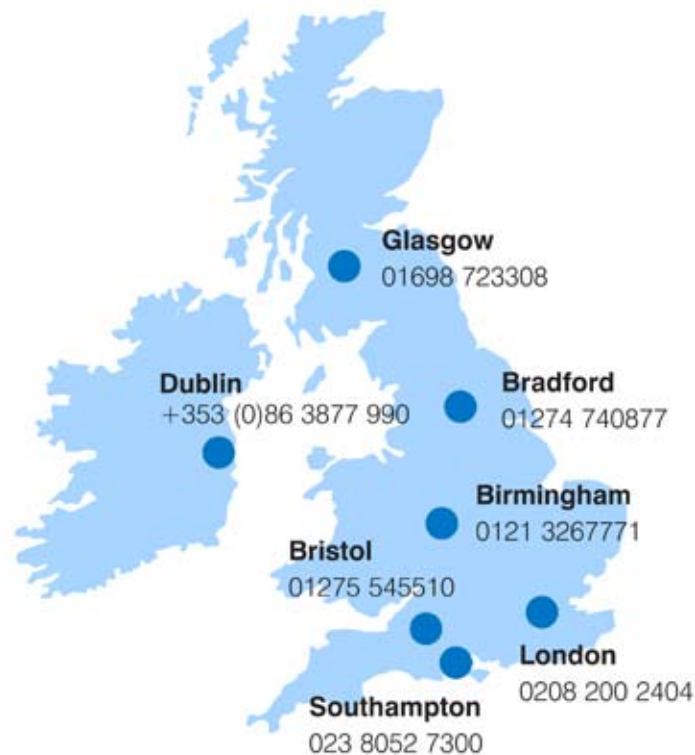 Glasgow
01698 723308
Dublin
+353 (0)86 3877 990
Bradford
01274 740877
Birmingham
0121 3267771
Bristol
01275 545510
London
0208 200 2404
Southampton
023 8052 7300